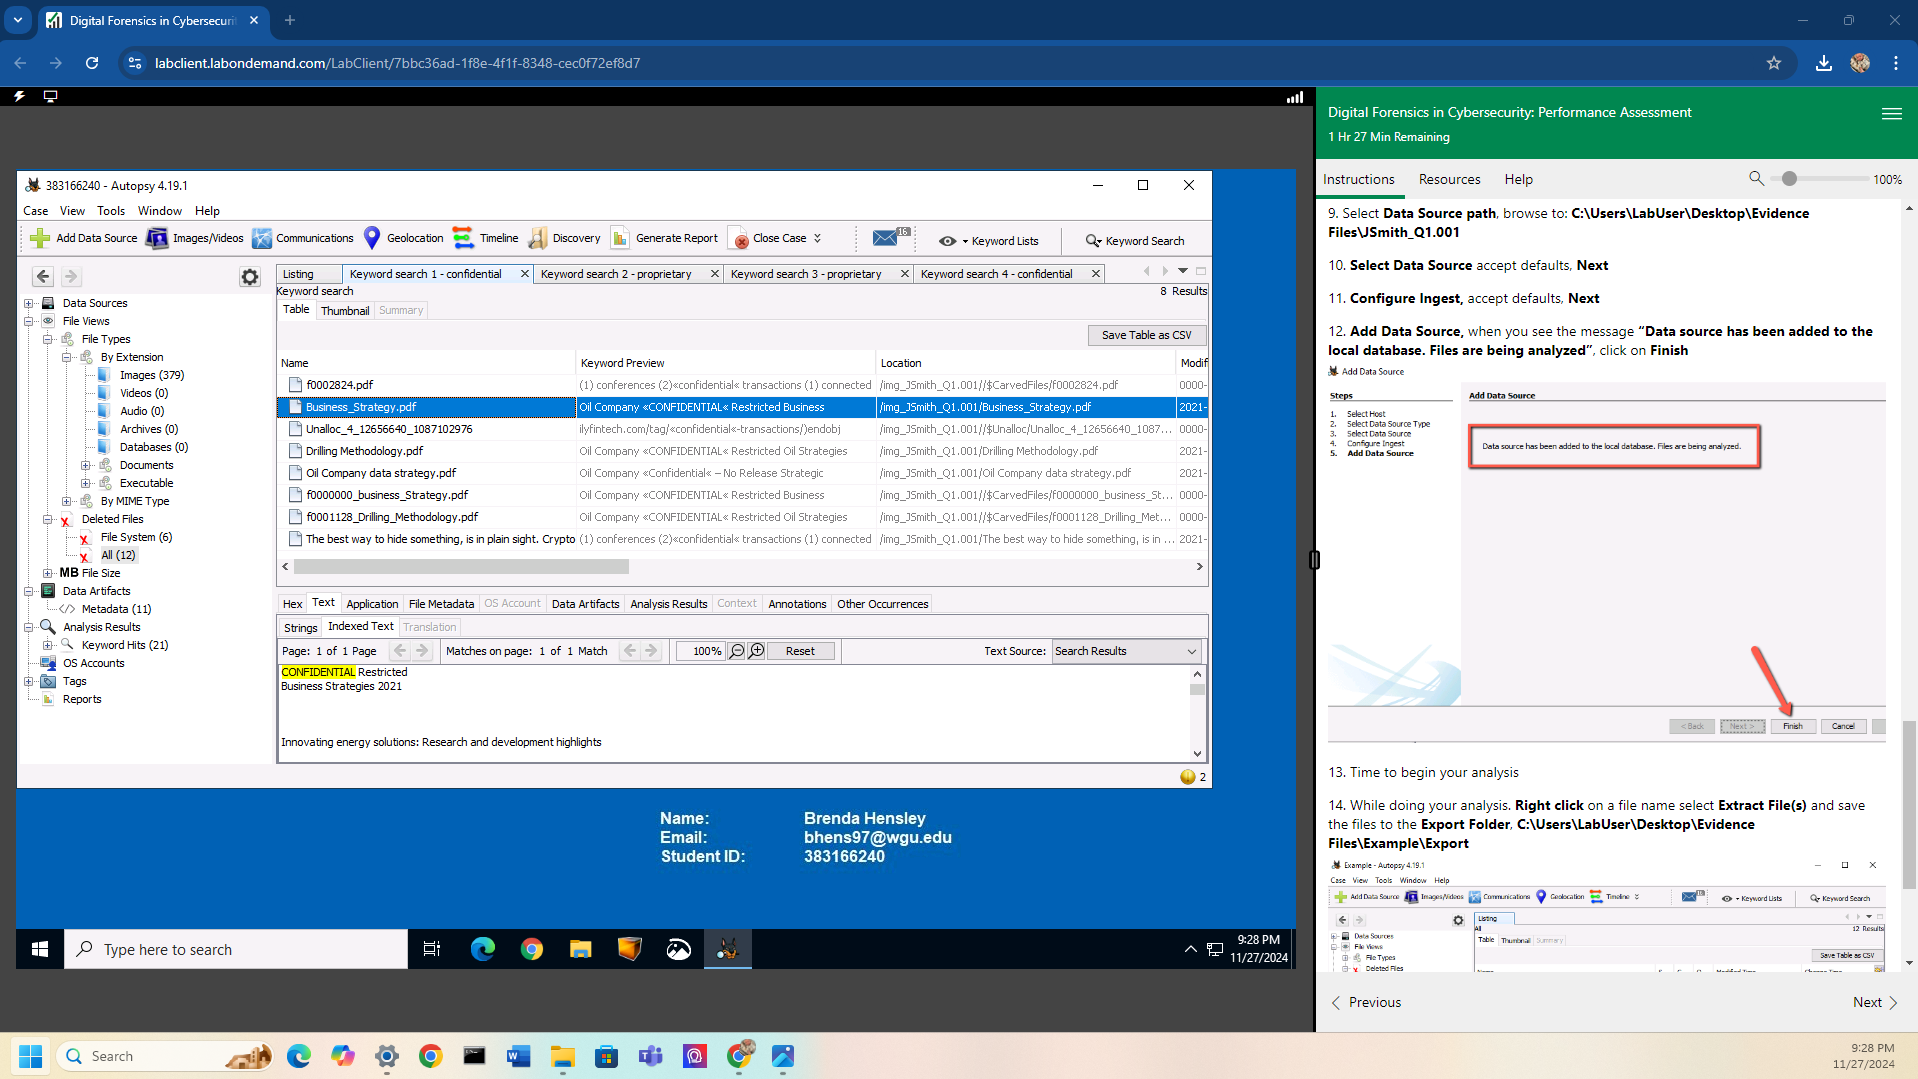 Digital Forensics in Cybersecuri
labclient.labondemand.com/LabClient/7bbc36ad-1f8e-4f1f-8348-cec0f72ef8d7
383166240 - Autopsy 4.19.1
Case View Tools Window Help
Add Data Source Images/Videos Communications Geolocation Timeline Discovery Generate Report Close Case 16 Keyword Lists Keyword Search
Listing Keyword search 1 - confidential Keyword search 2 - proprietary Keyword search 3 - proprietary Keyword search 4 - confidential
Keyword search 8 Results
Table Thumbnail Summary
Save Table as CSV
Name Keyword Preview Location Modif
f0002824.pdf (1) conferences (2)«confidential« transactions (1) connected /img_JSmith_Q1.001//$CarvedFiles/f0002824.pdf 0000-
Business_Strategy.pdf Oil Company «CONFIDENTIAL« Restricted Business /img_JSmith_Q1.001/Business_Strategy.pdf 2021-
Unalloc_4_12656640_1087102976 ilyfintech.com/tag/«confidential«-transactions/)endobj /img_JSmith_Q1.001//$Unalloc/Unalloc_4_12656640_1087... 0000-
Drilling Methodology.pdf Oil Company «CONFIDENTIAL« Restricted Oil Strategies /img_JSmith_Q1.001/Drilling Methodology.pdf 2021-
Oil Company data strategy.pdf Oil Company «Confidential« – No Release Strategic /img_JSmith_Q1.001/Oil Company data strategy.pdf 2021-
f0000000_business_Strategy.pdf Oil Company «CONFIDENTIAL« Restricted Business /img_JSmith_Q1.001//$CarvedFiles/f0000000_business_St... 0000-
f0001128_Drilling_Methodology.pdf Oil Company «CONFIDENTIAL« Restricted Oil Strategies /img_JSmith_Q1.001//$CarvedFiles/f0001128_Drilling_Met... 0000-
The best way to hide something, is in plain sight. Crypto (1) conferences (2)«confidential« transactions (1) connected /img_JSmith_Q1.001/The best way to hide something, is in ... 2021-
Data Sources
File Views
File Types
By Extension
Images (379)
Videos (0)
Audio (0)
Archives (0)
Databases (0)
Documents
Executable
By MIME Type
Deleted Files
File System (6)
All (12)
MB File Size
Data Artifacts
Metadata (11)
Analysis Results
Keyword Hits (21)
OS Accounts
Tags
Reports
Hex Text Application File Metadata OS Account Data Artifacts Analysis Results Context Annotations Other Occurrences
Strings Indexed Text Translation
Page: 1 of 1 Page Matches on page: 1 of 1 Match 100% Reset Text Source: Search Results
CONFIDENTIAL Restricted
Business Strategies 2021
Innovating energy solutions: Research and development highlights
2
Name: Brenda Hensley
Email: bhens97@wgu.edu
Student ID: 383166240
Type here to search
9:28 PM
11/27/2024
Digital Forensics in Cybersecurity: Performance Assessment
1 Hr 27 Min Remaining
Instructions Resources Help 100%
9. Select Data Source path, browse to: C:\Users\LabUser\Desktop\Evidence
Files\JSmith_Q1.001
10. Select Data Source accept defaults, Next
11. Configure Ingest, accept defaults, Next
12. Add Data Source, when you see the message “Data source has been added to the
local database. Files are being analyzed”, click on Finish
Add Data Source
Steps Add Data Source
1. Select Host
2. Select Data Source Type
3. Select Data Source
4. Configure Ingest
5. Add Data Source
Data source has been added to the local database. Files are being analyzed.
< Back Next > Finish Cancel
13. Time to begin your analysis
14. While doing your analysis. Right click on a file name select Extract File(s) and save
the files to the Export Folder, C:\Users\LabUser\Desktop\Evidence
Files\Example\Export
Example - Autopsy 4.19.1
Case View Tools Window Help
Add Data Source Images/Videos Communications Geolocation Timeline Keyword Lists Keyword Search
Listing
All 12 Results
Table Thumbnail Summary
Save Table as CSV
Data Sources
File Views
File Types
Deleted Files
Previous Next
Search
9:28 PM
11/27/2024